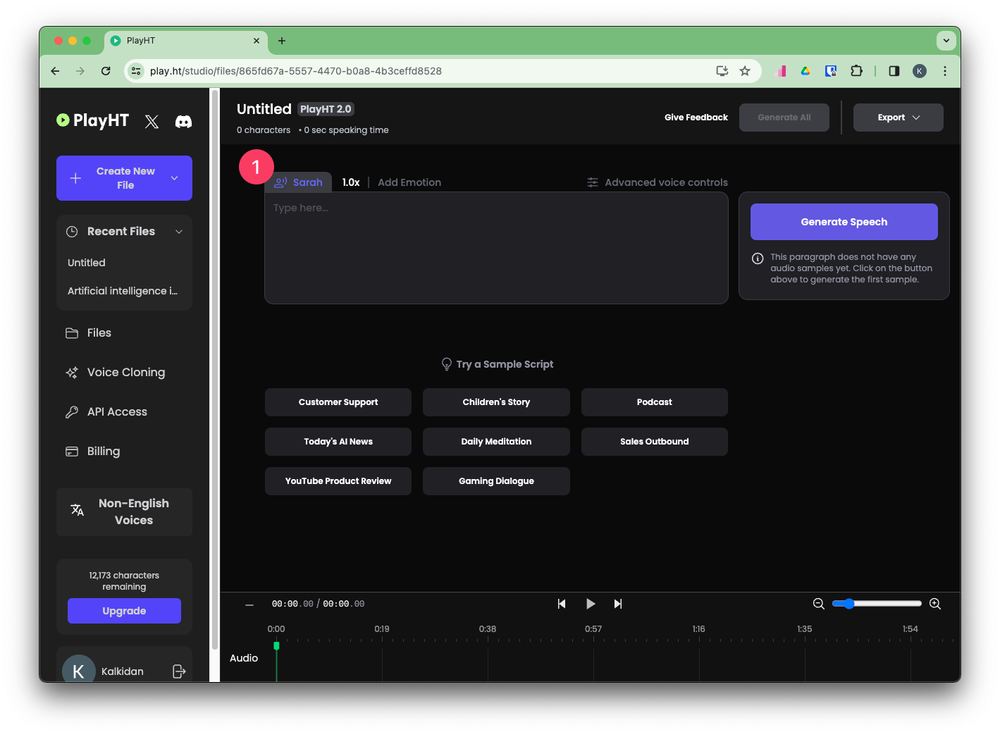 PlayHT
play.ht/studio/files/865fd67a-5557-4470-b0a8-4b3ceffd8528
K
PlayHT
Create New
File
Recent Files
Untitled
Artificial intelligence i...
Files
Voice Cloning
API Access
Billing
Non-English
Voices
12,173 characters
remaining
Upgrade
K Kalkidan
Untitled PlayHT 2.0
0 characters • 0 sec speaking time
Give Feedback Generate All Export
1
Sarah 1.0x Add Emotion Advanced voice controls
Type here...
Generate Speech
This paragraph does not have any
audio samples yet. Click on the button
above to generate the first sample.
Try a Sample Script
Customer Support Children's Story Podcast
Today's AI News Daily Meditation Sales Outbound
YouTube Product Review Gaming Dialogue
00:00.00 / 00:00.00
0:00 0:19 0:38 0:57 1:16 1:35 1:54
Audio